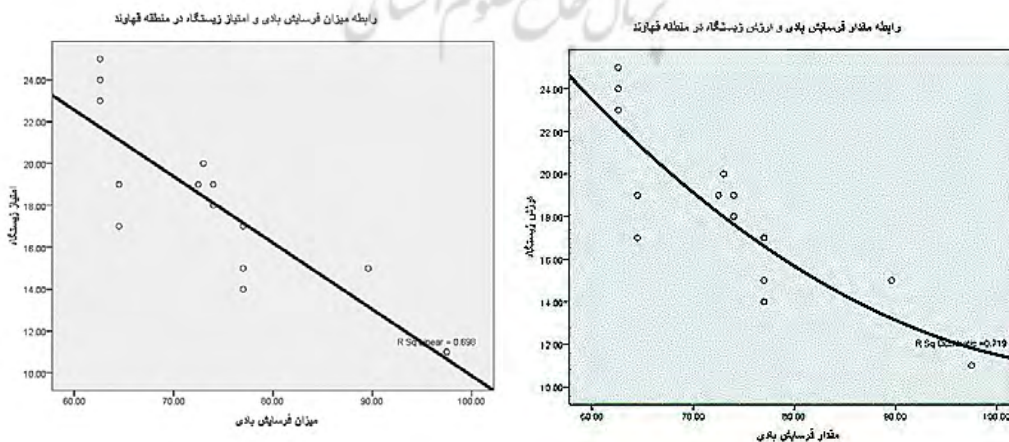 رابطه میزان فرسایش بادی و امتیاز زیستگاه در منطقه قهاوند
24.00
22.00
20.00
18.00
16.00
14.00
12.00
10.00
امتیاز زیستگاه
R Sq Linear = 0.698
60.00 70.00 80.00 90.00 100.00
میزان فرسایش بادی
رابطه مقدار فرسایش بادی و ارزش زیستگاه در منطقه قهاوند
24.00
22.00
20.00
18.00
16.00
14.00
12.00
10.00
ارزش زیستگاه
R Sq Quadratic =0.719
60.00 70.00 80.00 90.00 100.00
مقدار فرسایش بادی